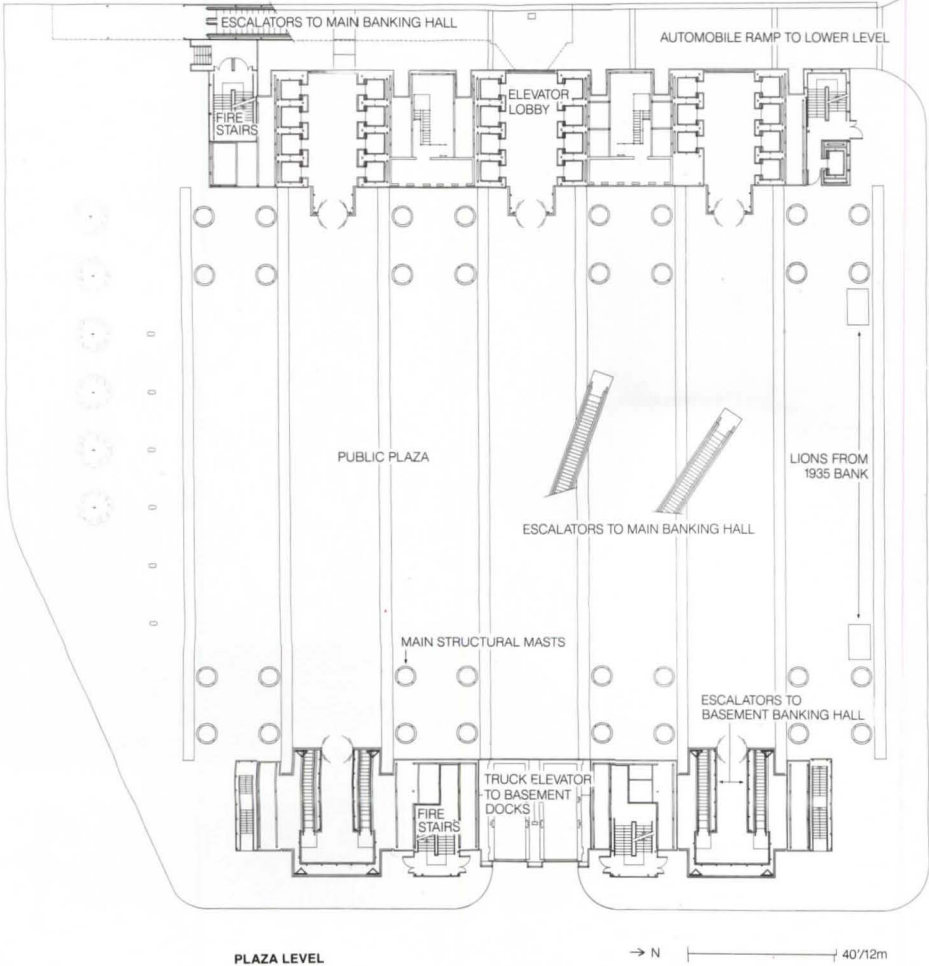 ESCALATORS TO MAIN BANKING HALL
AUTOMOBILE RAMP TO LOWER LEVEL
ELEVATOR
LOBBY
FIRE
STAIRS
PUBLIC PLAZA
LIONS FROM
1935 BANK
ESCALATORS TO MAIN BANKING HALL
MAIN STRUCTURAL MASTS
ESCALATORS TO
BASEMENT BANKING HALL
TRUCK ELEVATOR
TO BASEMENT
DOCKS
FIRE
STAIRS
PLAZA LEVEL
→ N
40'/12m